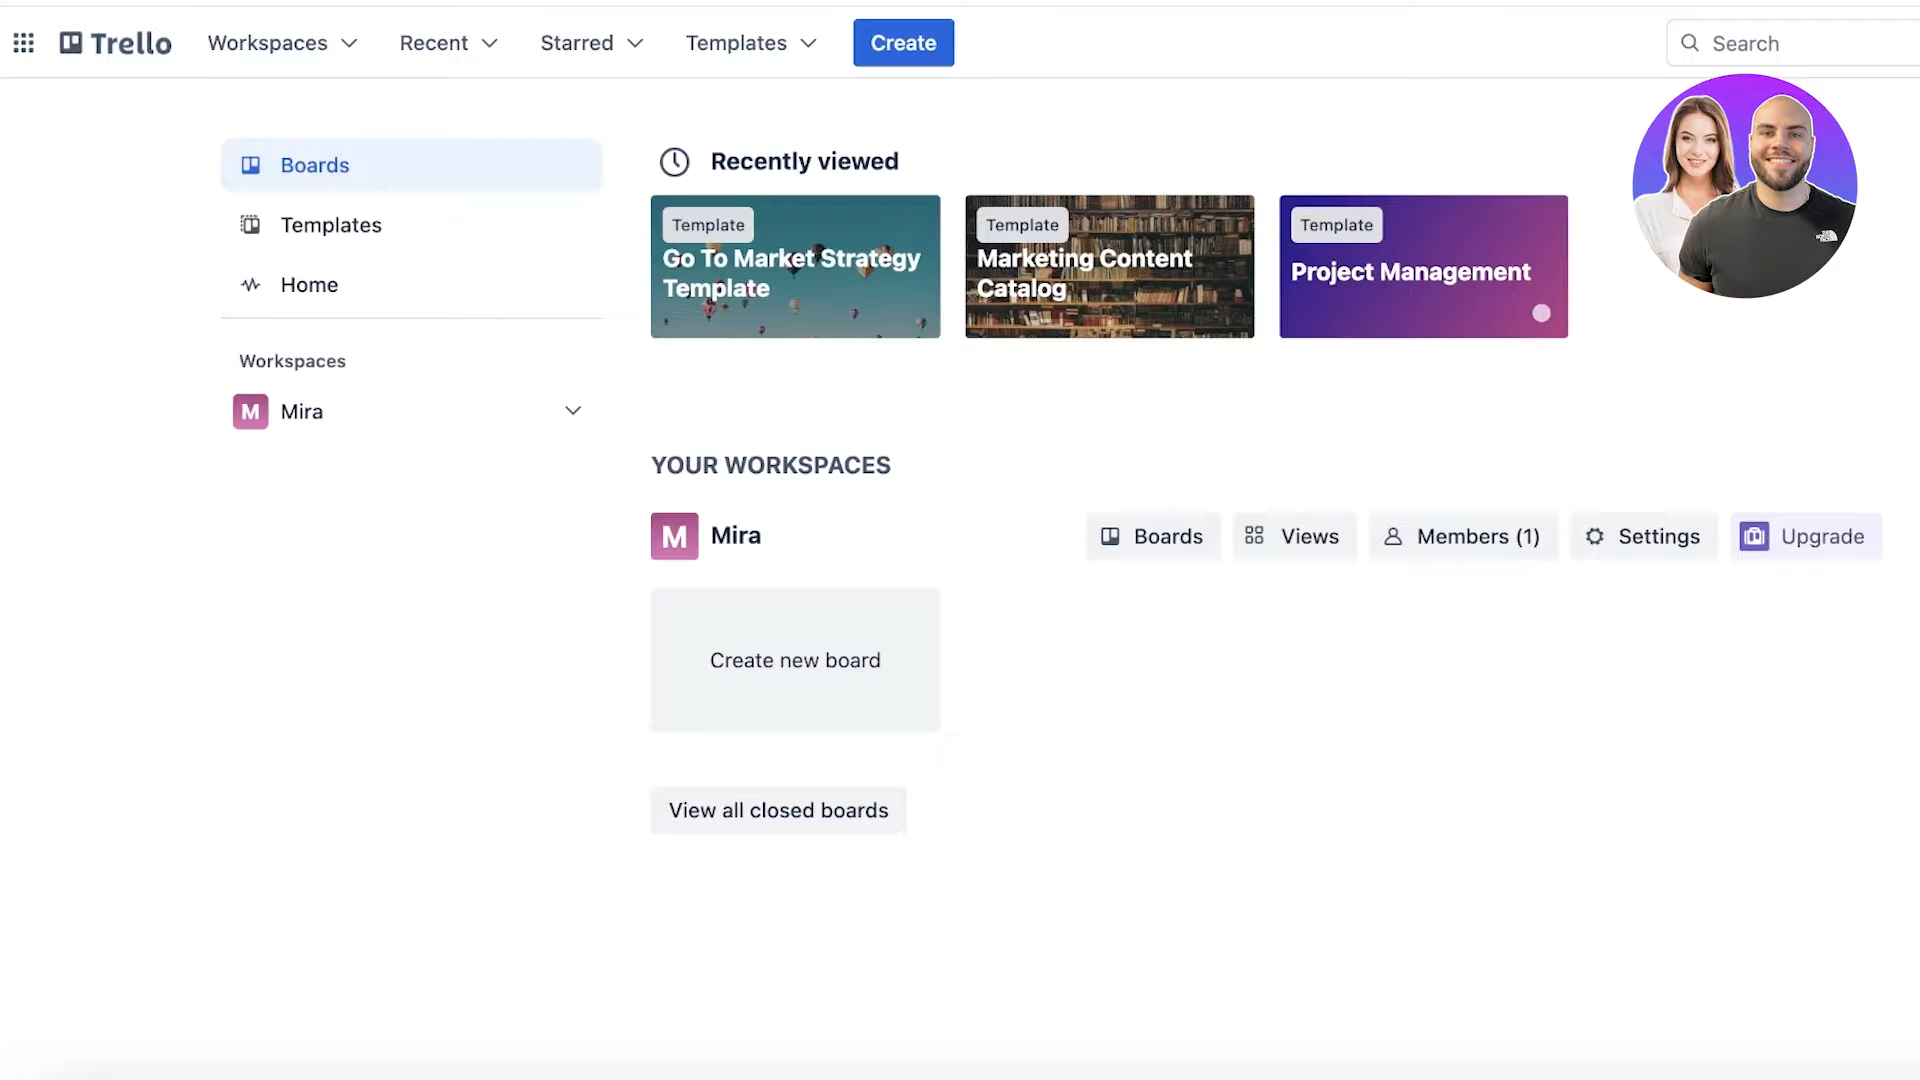 Trello
Workspaces
Recent
Starred
Templates
Create
Search
Boards
Templates
Home
Workspaces
M Mira
Recently viewed
Template
Go To Market Strategy
Template
Template
Marketing Content
Catalog
Template
Project Management
YOUR WORKSPACES
M Mira
Boards
Views
Members (1)
Settings
Upgrade
Create new board
View all closed boards